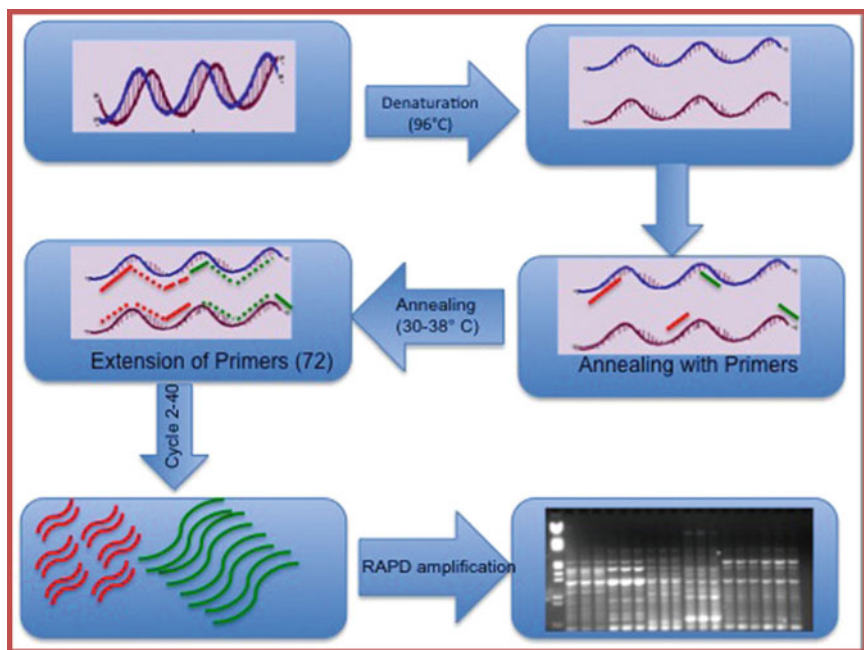 Denaturation
(96°C)
Annealing
(30-38° C)
Extension of Primers (72)
Annealing with Primers
Cycle 2-40
RAPD amplification